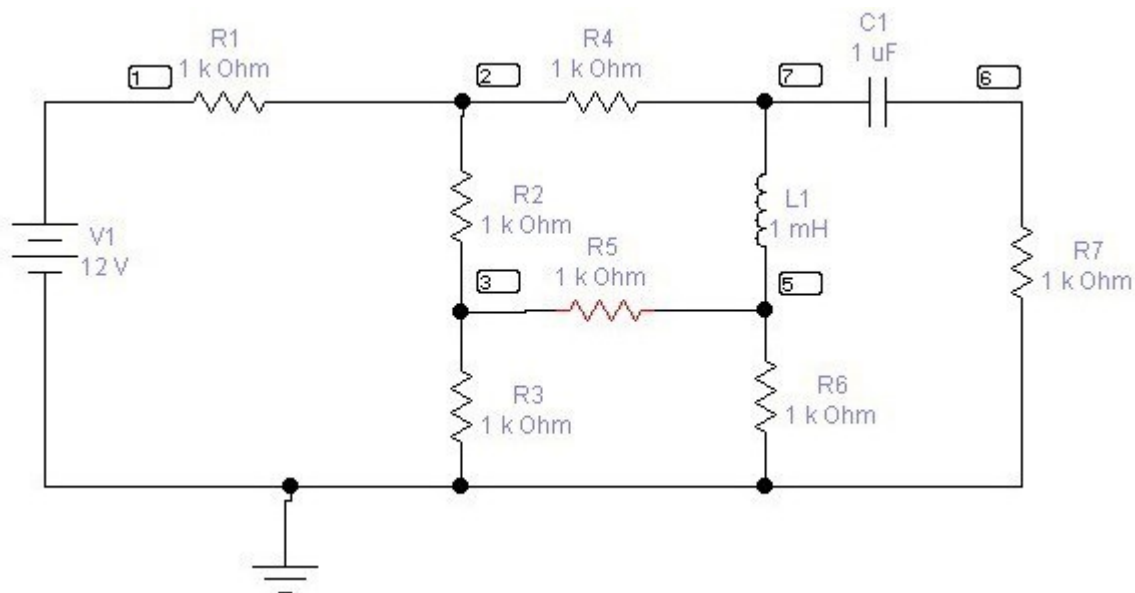 C1
1 uF
R1
1 k Ohm
R4
1 k Ohm
1
2
7
6
R2
1 k Ohm
L1
1 mH
V1
12 V
R5
1 k Ohm
R7
1 k Ohm
3
5
R3
1 k Ohm
R6
1 k Ohm